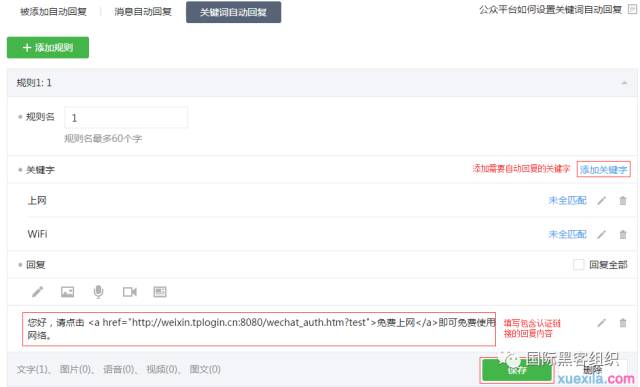 被添加自动回复 消息自动回复 关键词自动回复 公众平台如何设置关键词自动回复
+ 添加规则
规则1: 1
规则名 1
规则名最多60个字
关键字 添加需要自动回复的关键字 添加关键字
上网 未全匹配
WiFi 未全匹配
回复 回复全部
您好，请点击 <a href="http://weixin.tplogin.cn:8080/wechat_auth.htm?test">免费上网</a>即可免费使用
网络。
填写包含认证链
接的回复内容
文字(1)、图片(0)、语音(0)、视频(0)、图文(0) 保存 删除
国际黑客组织
xuexila.com